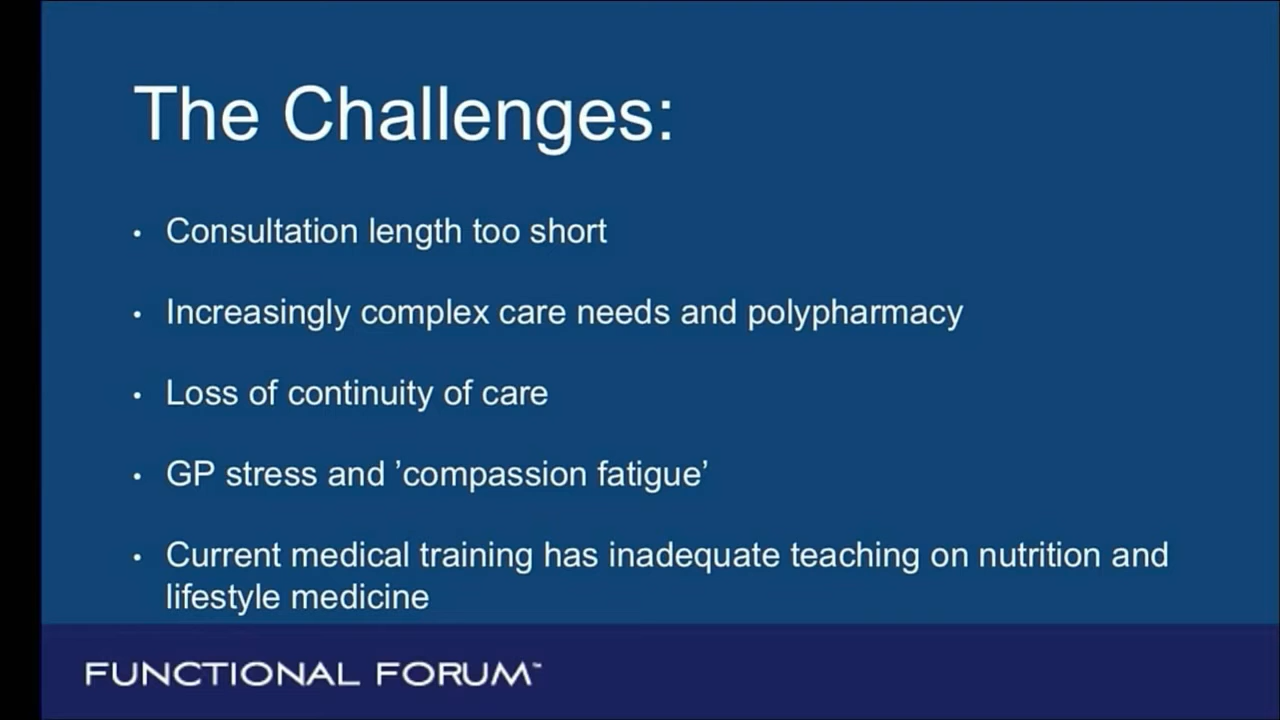 The Challenges:
• Consultation length too short
• Increasingly complex care needs and polypharmacy
• Loss of continuity of care
• GP stress and ’compassion fatigue’
• Current medical training has inadequate teaching on nutrition and
lifestyle medicine
FUNCTIONAL FORUM™